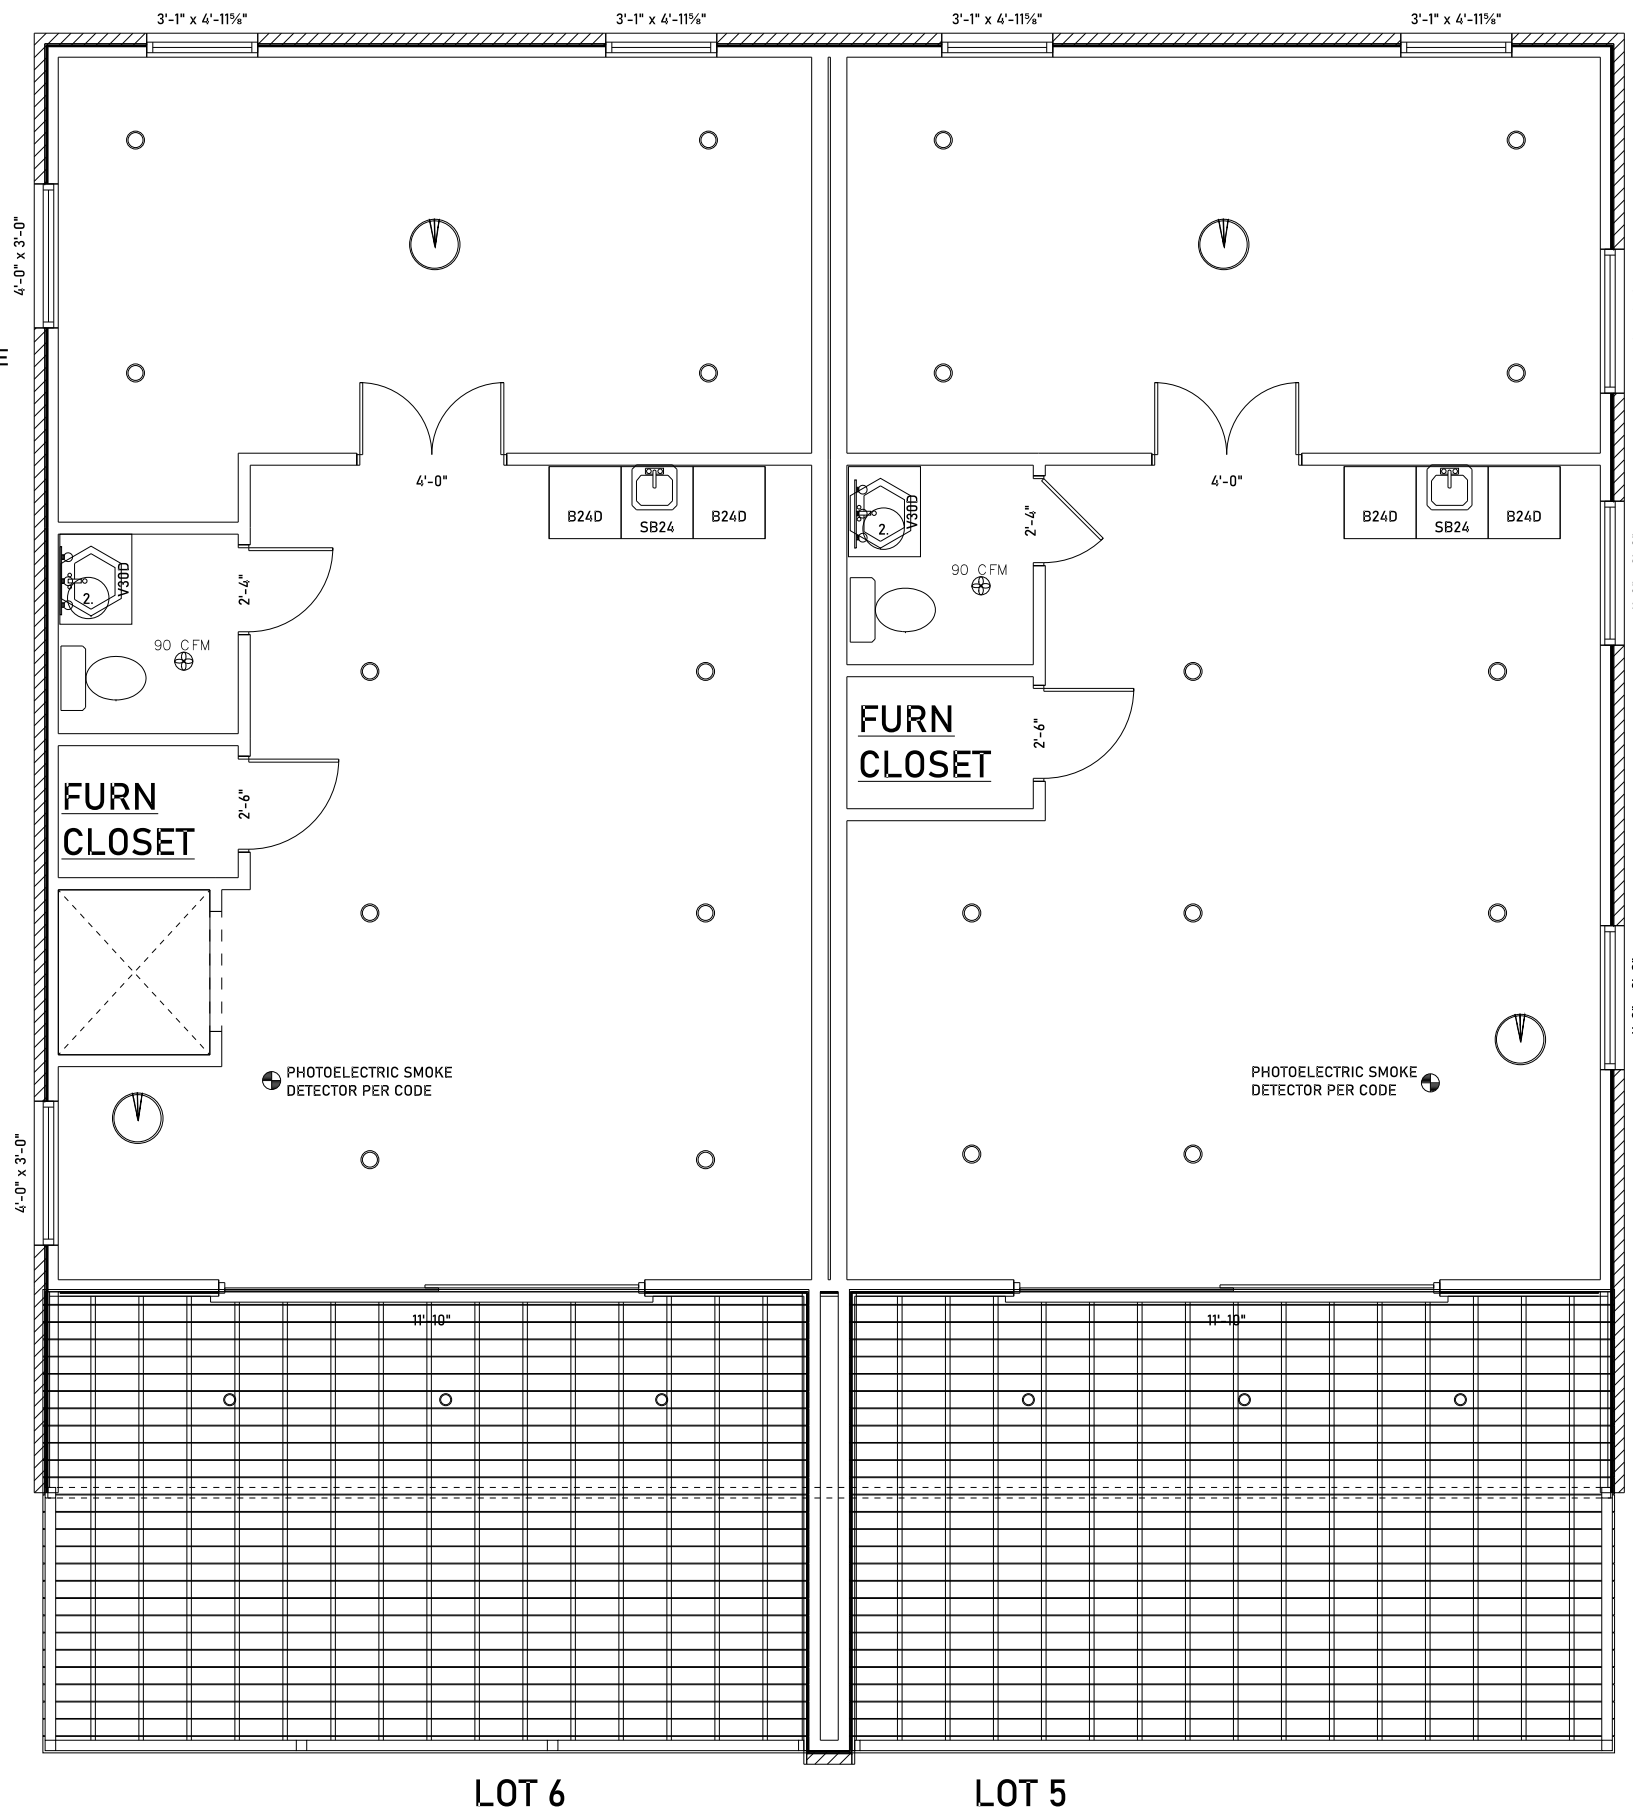 3'-1" x 4'-11⅝"
3'-1" x 4'-11⅝"
3'-1" x 4'-11⅝"
3'-1" x 4'-11⅝"
4'-0" x 3'-0"
E
4'-0"
4'-0"
B24D
SB24
B24D
B24D
SB24
B24D
V30D
2.
2'-4"
90 CFM
V30D
2.
2'-4"
90 CFM
FURN
CLOSET
2'-6"
FURN
CLOSET
2'-6"
PHOTOELECTRIC SMOKE
DETECTOR PER CODE
PHOTOELECTRIC SMOKE
DETECTOR PER CODE
4'-0" x 3'-0"
11'-10"
11'-10"
LOT 6
LOT 5